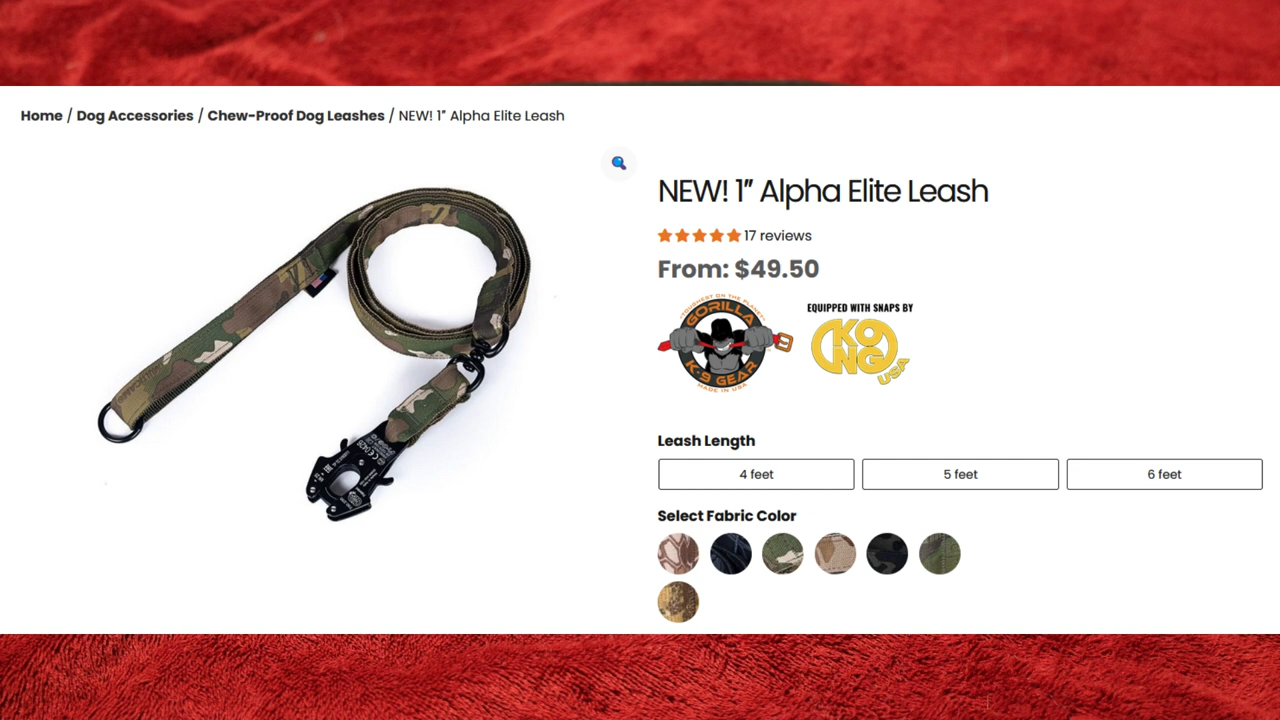 Home / Dog Accessories / Chew-Proof Dog Leashes / NEW! 1″ Alpha Elite Leash
NEW! 1″ Alpha Elite Leash
17 reviews
From: $49.50
"TOUGHEST ON THE PLANET"
GORILLA
K-9 GEAR
MADE IN USA
EQUIPPED WITH SNAPS BY
KONG
USA
Leash Length
4 feet
5 feet
6 feet
Select Fabric Color